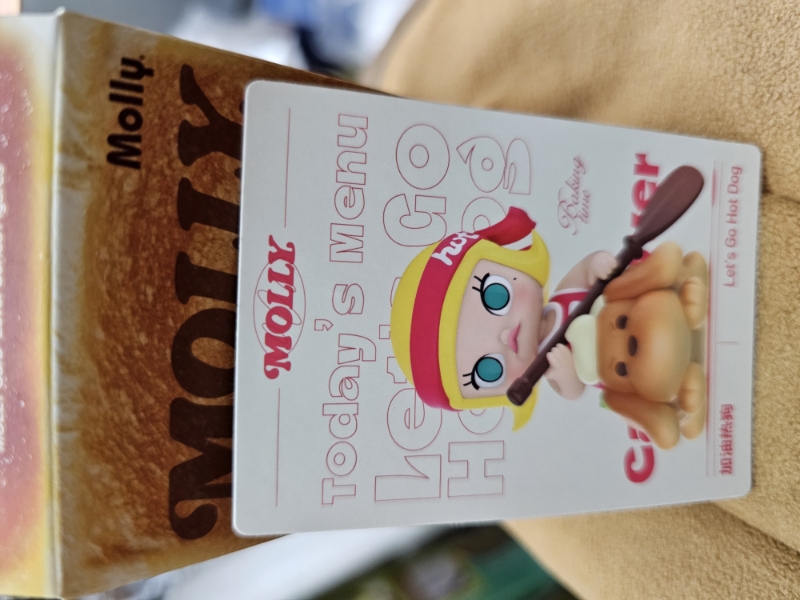 Molly.
MOLLY
MOLLY
Today's Menu
Let's Go
Hot Dog
Baking
time
hot
加油热狗
Let's Go Hot Dog